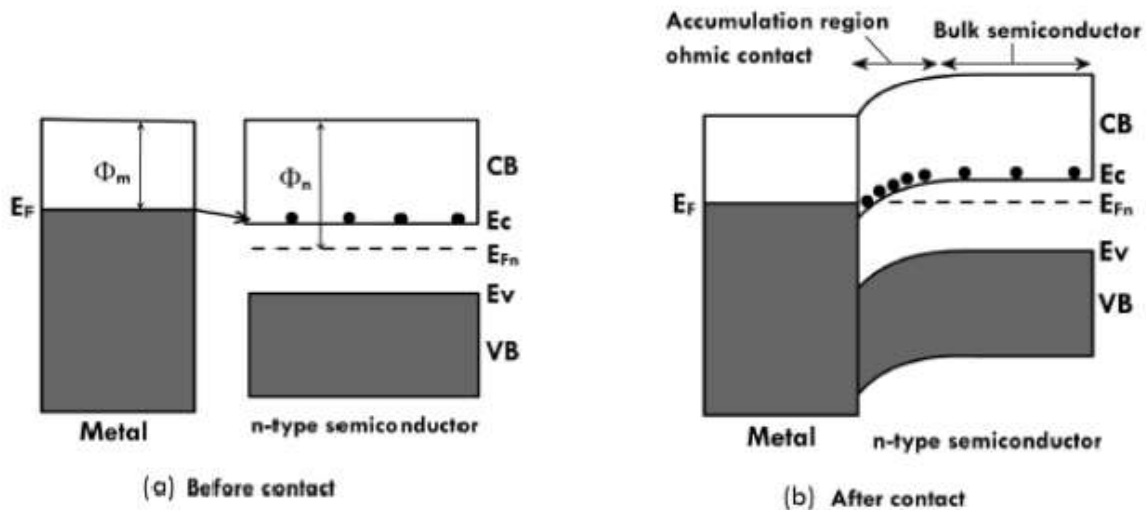 Φm
EF
CB
Φn
Ec
EFn
Ev
VB
Metal
n-type semiconductor
(a) Before contact
Accumulation region
ohmic contact
Bulk semiconductor
CB
Ec
EF
EFn
Ev
VB
Metal
n-type semiconductor
(b) After contact